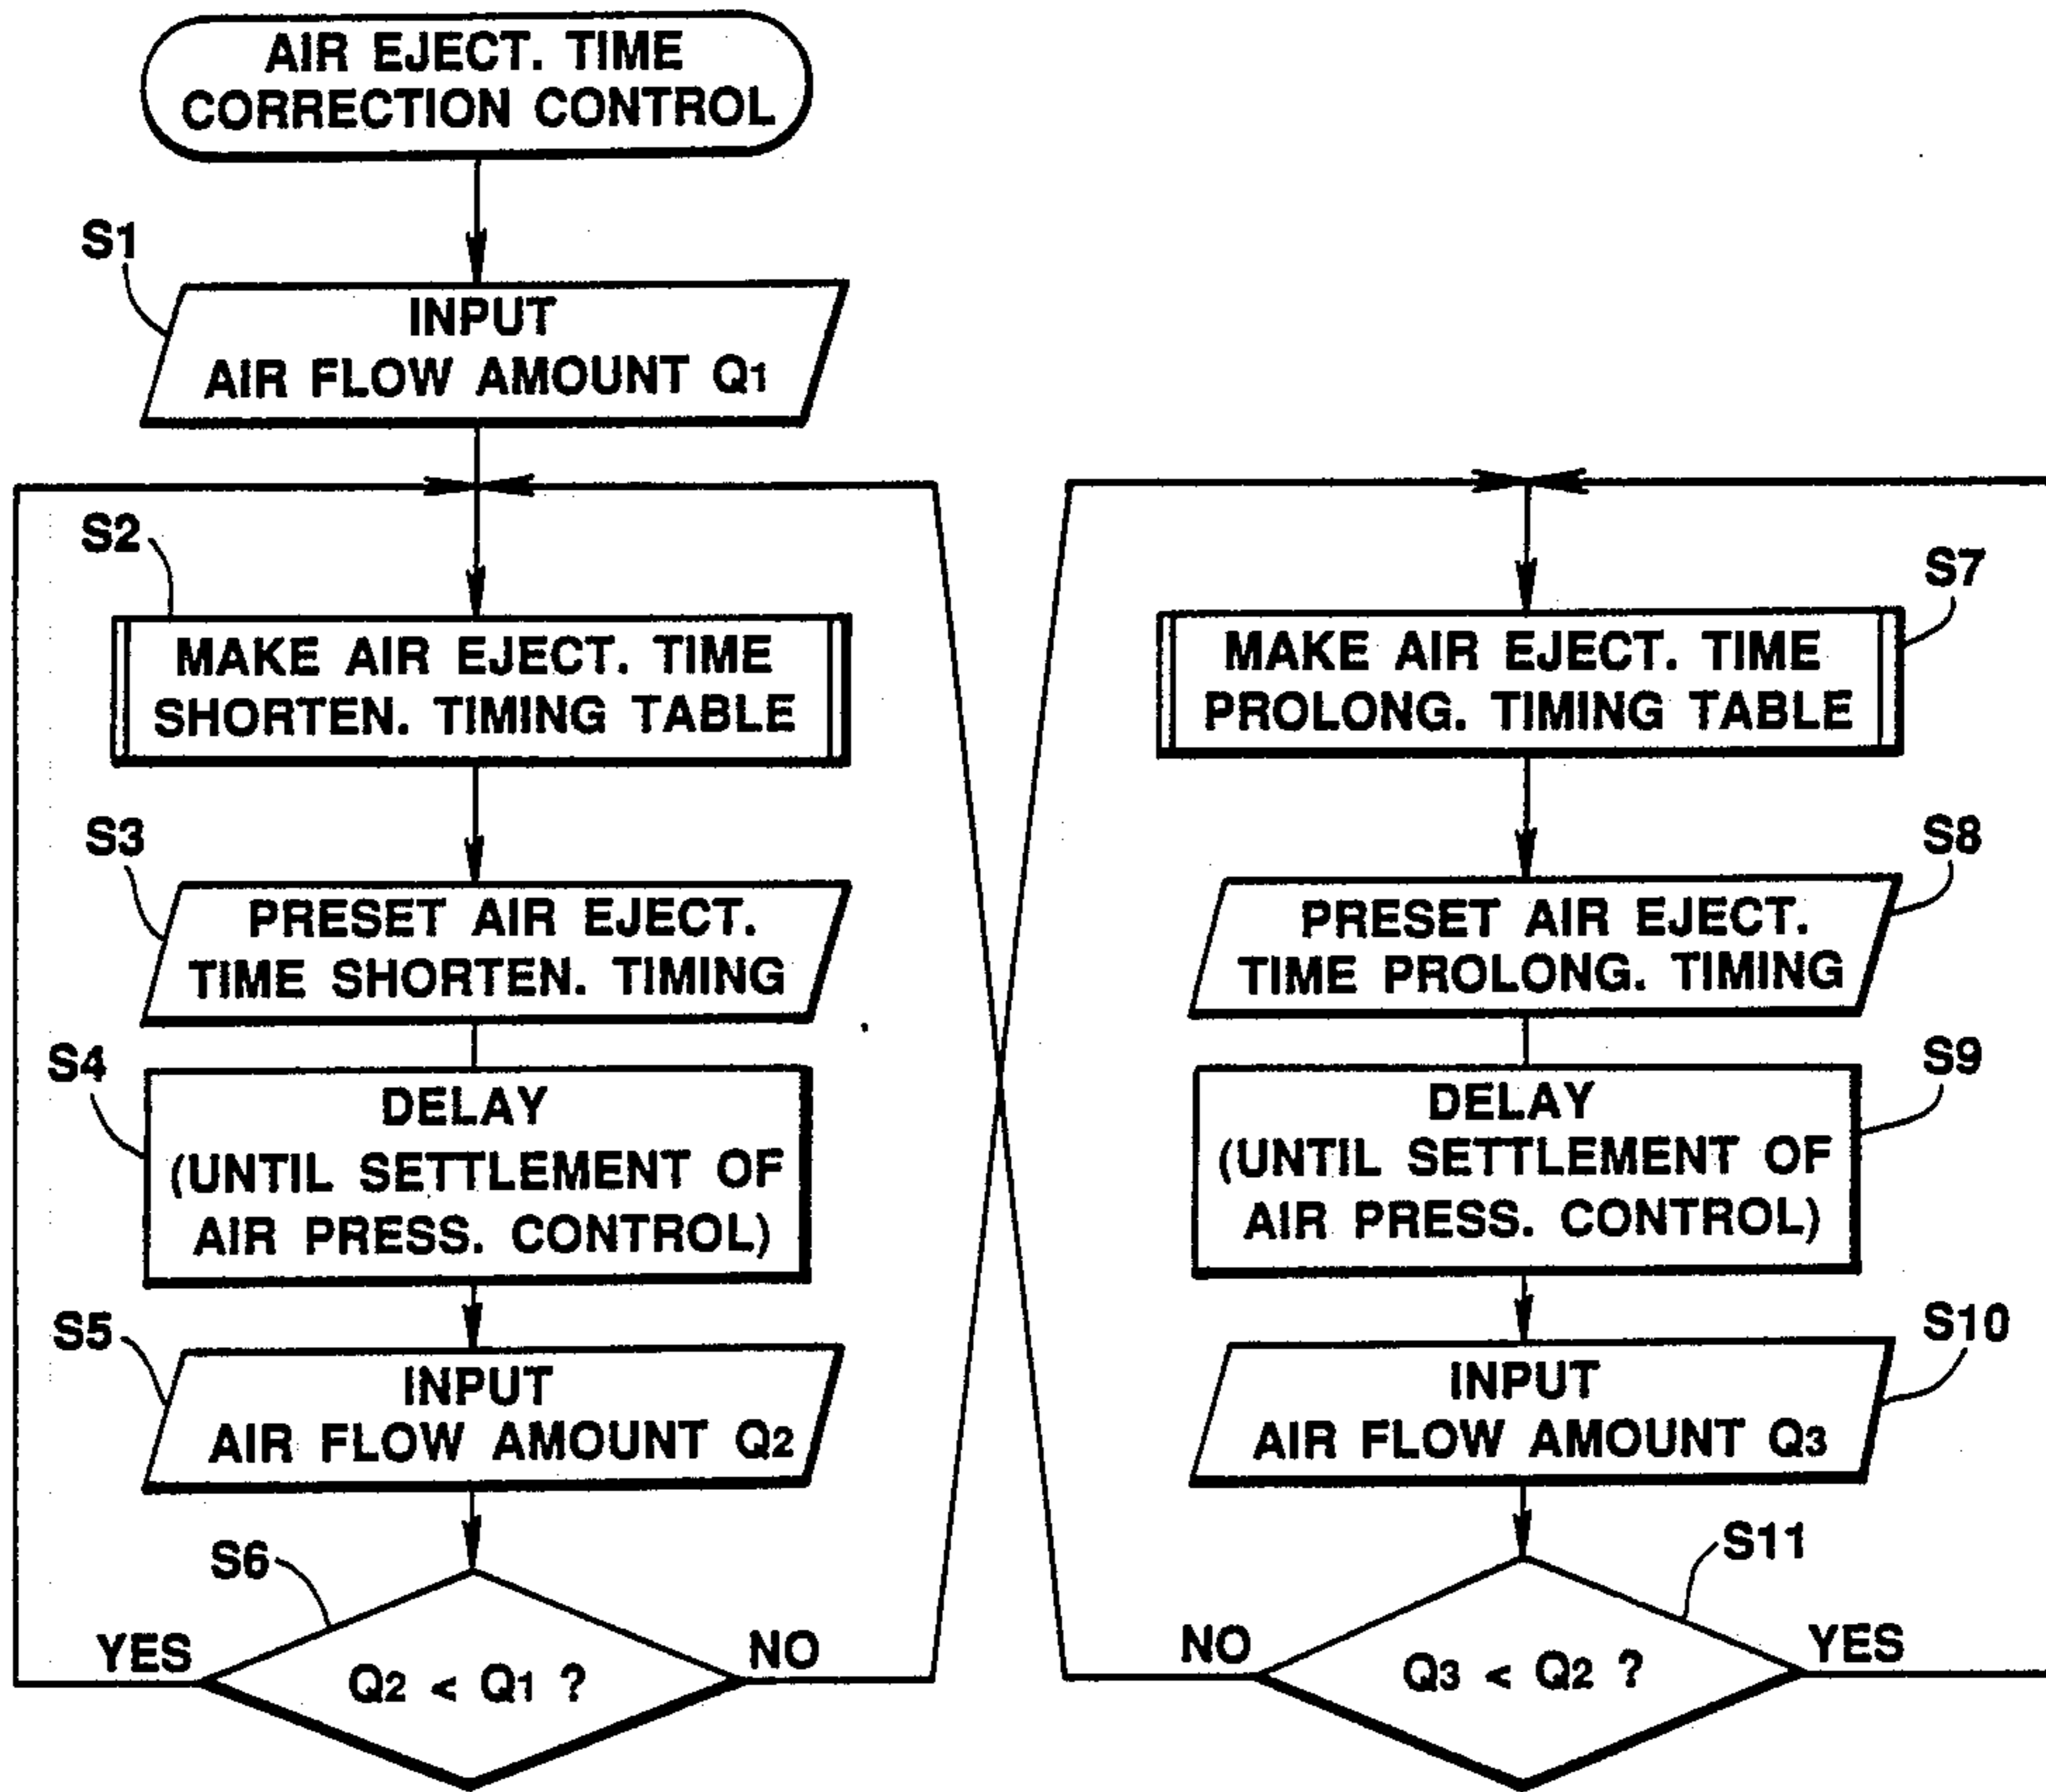 AIR EJECT. TIME
CORRECTION CONTROL
S1
INPUT
AIR FLOW AMOUNT Q1
S2
MAKE AIR EJECT. TIME
SHORTEN. TIMING TABLE
S3
PRESET AIR EJECT.
TIME SHORTEN. TIMING
S4
DELAY
(UNTIL SETTLEMENT OF
AIR PRESS. CONTROL)
S5
INPUT
AIR FLOW AMOUNT Q2
S6
YES
Q2 < Q1 ?
NO
S7
MAKE AIR EJECT. TIME
PROLONG. TIMING TABLE
S8
PRESET AIR EJECT.
TIME PROLONG. TIMING
S9
DELAY
(UNTIL SETTLEMENT OF
AIR PRESS. CONTROL)
S10
INPUT
AIR FLOW AMOUNT Q3
S11
NO
Q3 < Q2 ?
YES